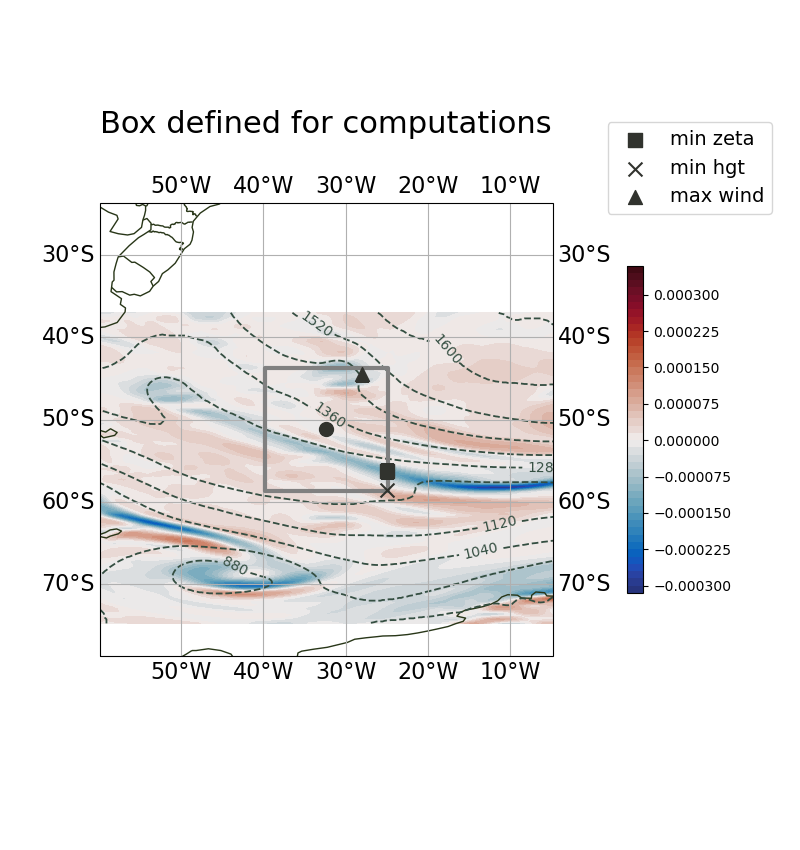 Box defined for computations
min zeta
min hgt
max wind
50°W 40°W 30°W 20°W 10°W
30°S 30°S
40°S 40°S
50°S 50°S
60°S 60°S
70°S 70°S
1520
1600
1360
128
1120
1040
880
50°W 40°W 30°W 20°W 10°W
0.000300
0.000225
0.000150
0.000075
0.000000
−0.000075
−0.000150
−0.000225
−0.000300